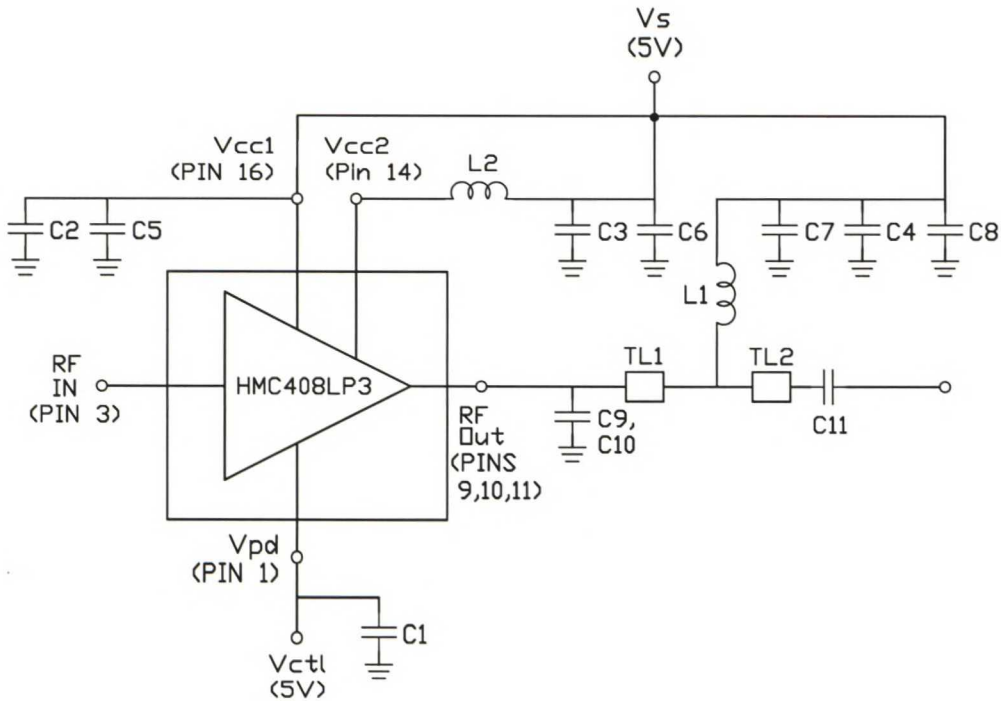 Vs
(5V)
Vcc1
(PIN 16)
Vcc2
(Pin 14)
L2
C2
C5
C3
C6
C7
C4
C8
L1
RF
IN
(PIN 3)
HMC408LP3
TL1
TL2
RF
Out
(PINS
9,10,11)
C9,
C10
C11
Vpd
(PIN 1)
C1
Vctl
(5V)